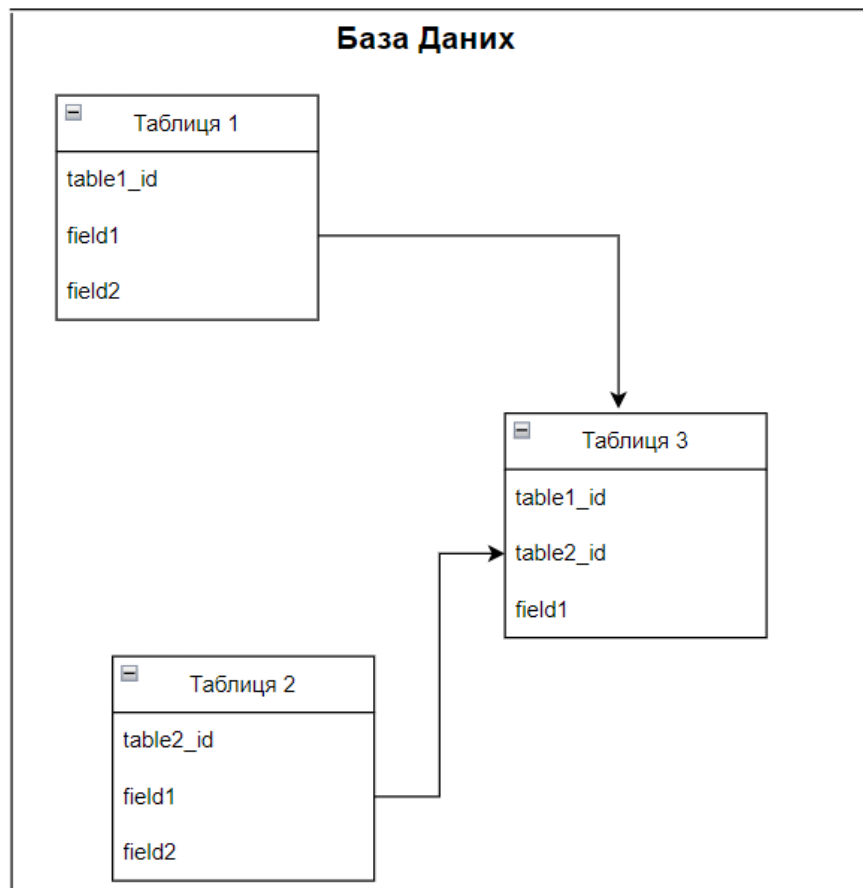 База Даних
Таблиця 1
table1_id
field1
field2
Таблиця 3
table1_id
table2_id
field1
Таблиця 2
table2_id
field1
field2